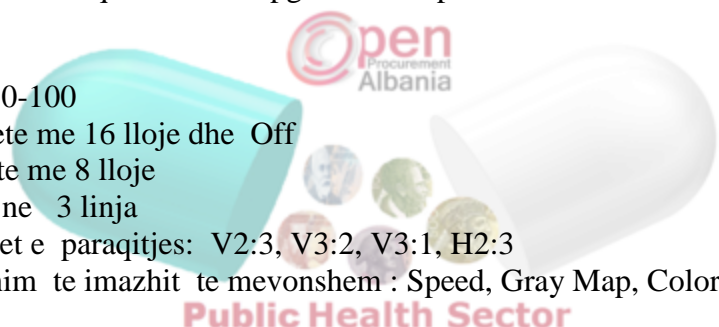 Open
Procurement
Albania
0-100
ete me 16 lloje dhe Off
te me 8 lloje
ne 3 linja
et e paraqitjes: V2:3, V3:2, V3:1, H2:3
im te imazhit te mevonshem : Speed, Gray Map, Color
Public Health Sector